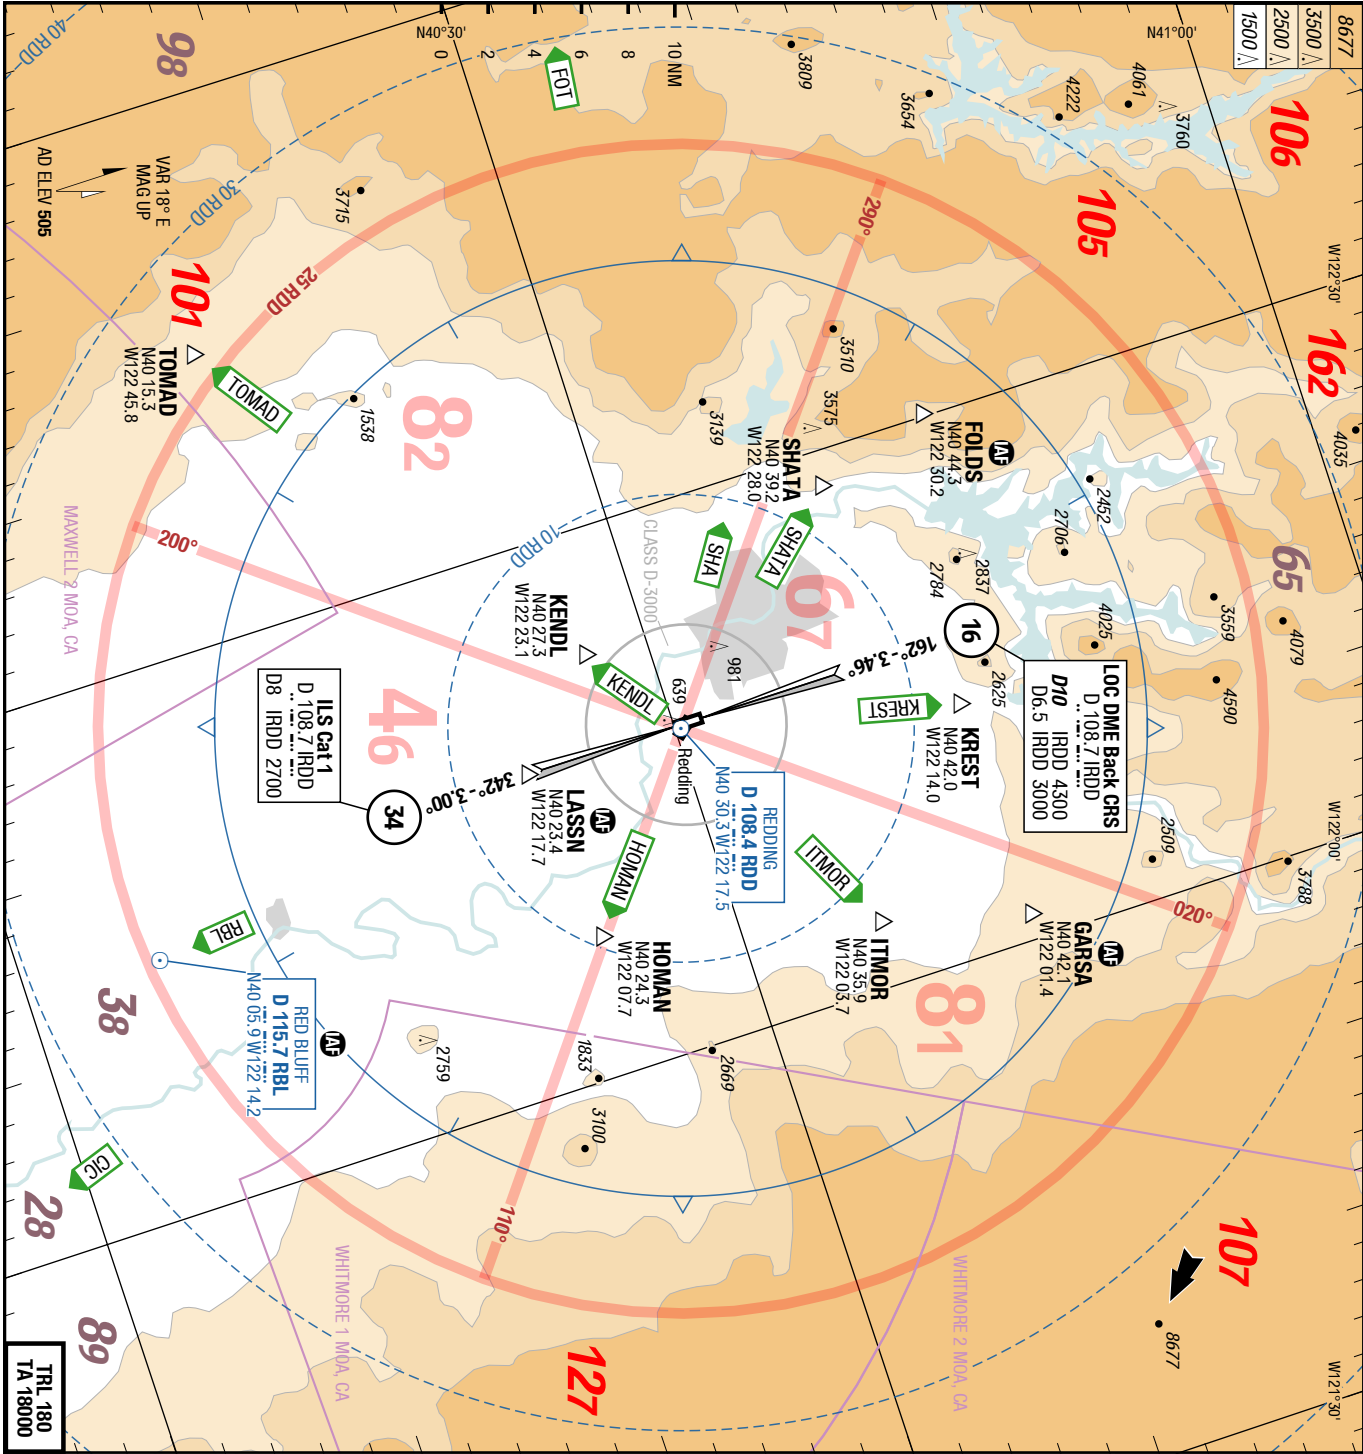 8677
3500
2500
1500
N41°00'
N40°30'
40 RDD
98
0
2
4
6
8
10 NM
FOT
3809
3654
4222
4061
3760
106
105
AD ELEV 505
VAR 18° E
MAG UP
30 RDD
3715
290°
W122°30'
101
25 RDD
TOMAD
N40 15.3
W122 45.8
TOMAD
1538
82
3139
3510
3575
SHATA
N40 39.2
W122 28.0
IAF
FOLDS
N40 44.3
W122 30.2
162
4035
2452
2706
65
MAXWELL 2 MOA, CA
200°
10 RDD
CLASS D-3000
SHA
SHATA
67
2837
2784
4025
3559
4079
4590
2625
16
162° - 3.46°
LOC DME Back CRS
D 108.7 IRDD
D10 IRDD 4300
D6.5 IRDD 3000
KENDL
N40 27.3
W122 23.1
KENDL
639
981
KREST
KREST
N40 42.0
W122 14.0
46
ILS Cat 1
D 108.7 IRDD
D8 IRDD 2700
34
342° - 3.00°
IAF
LASSN
N40 23.4
W122 17.7
Redding
REDDING
D 108.4 RDD
N40 30.3 W122 17.5
HOMAN
HOMAN
N40 24.3
W122 07.7
ITMOR
ITMOR
N40 35.9
W122 03.7
2509
3788
W122°00'
020°
IAF
GARSA
N40 42.1
W122 01.4
81
RBL
IAF
RED BLUFF
D 115.7 RBL
N40 05.9 W122 14.2
38
2759
1833
2669
3100
CIC
28
89
110°
WHITMORE 1 MOA, CA
WHITMORE 2 MOA, CA
107
8677
127
W121°30'
TRL 180
TA 18000